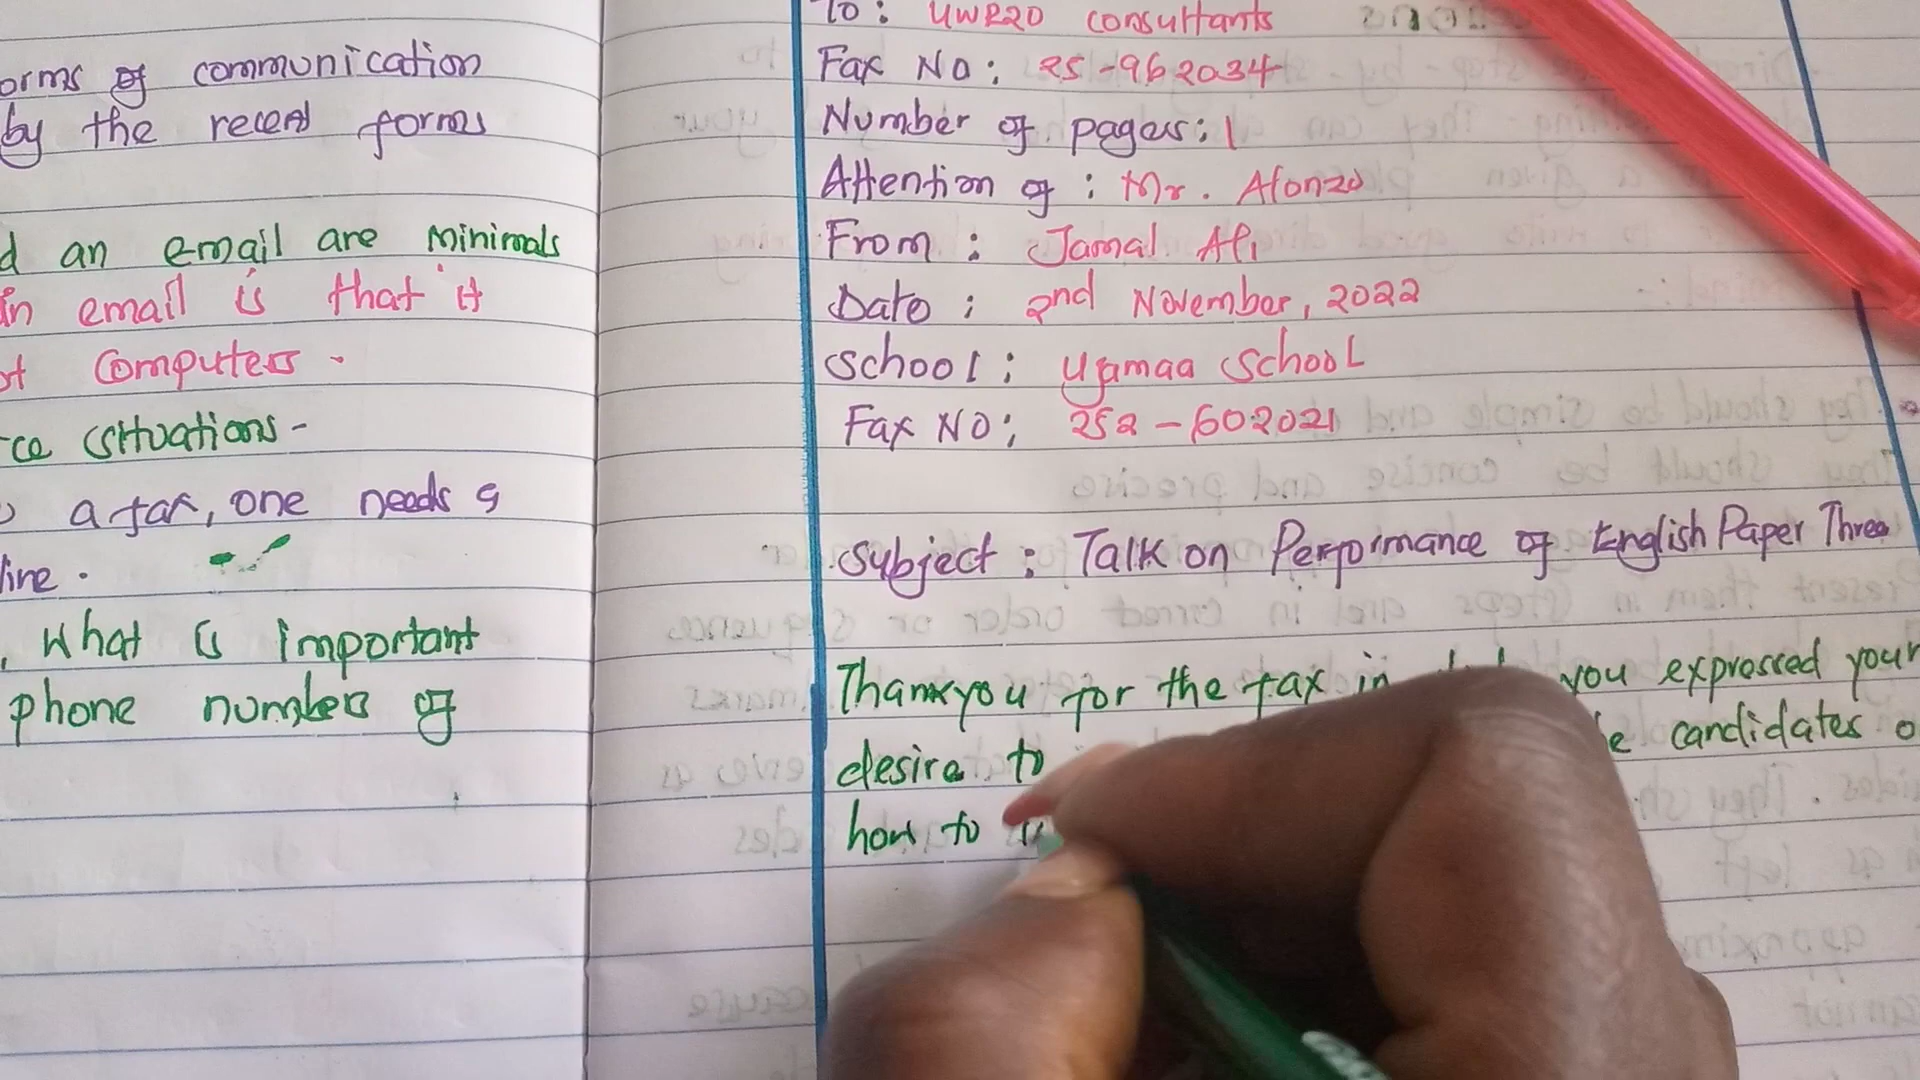 orms of communication
by the recent forms
d an email are minimals
in email is that it
of Computers.
ce situations-
a fax, one needs a
line.
, What is important
phone number of
To: UWEZO consultants
Fax NO: 25-962034
Number of pages: 1
Attention of: Mr. Alonzo
From: Jamal Ali
Date: 2nd November, 2022
School: Ujamaa School
Fax NO: 252-602021
Subject: Talk on Performance of English Paper Three
Thankyou for the fax in you expressed your
desire to candidates o
how to